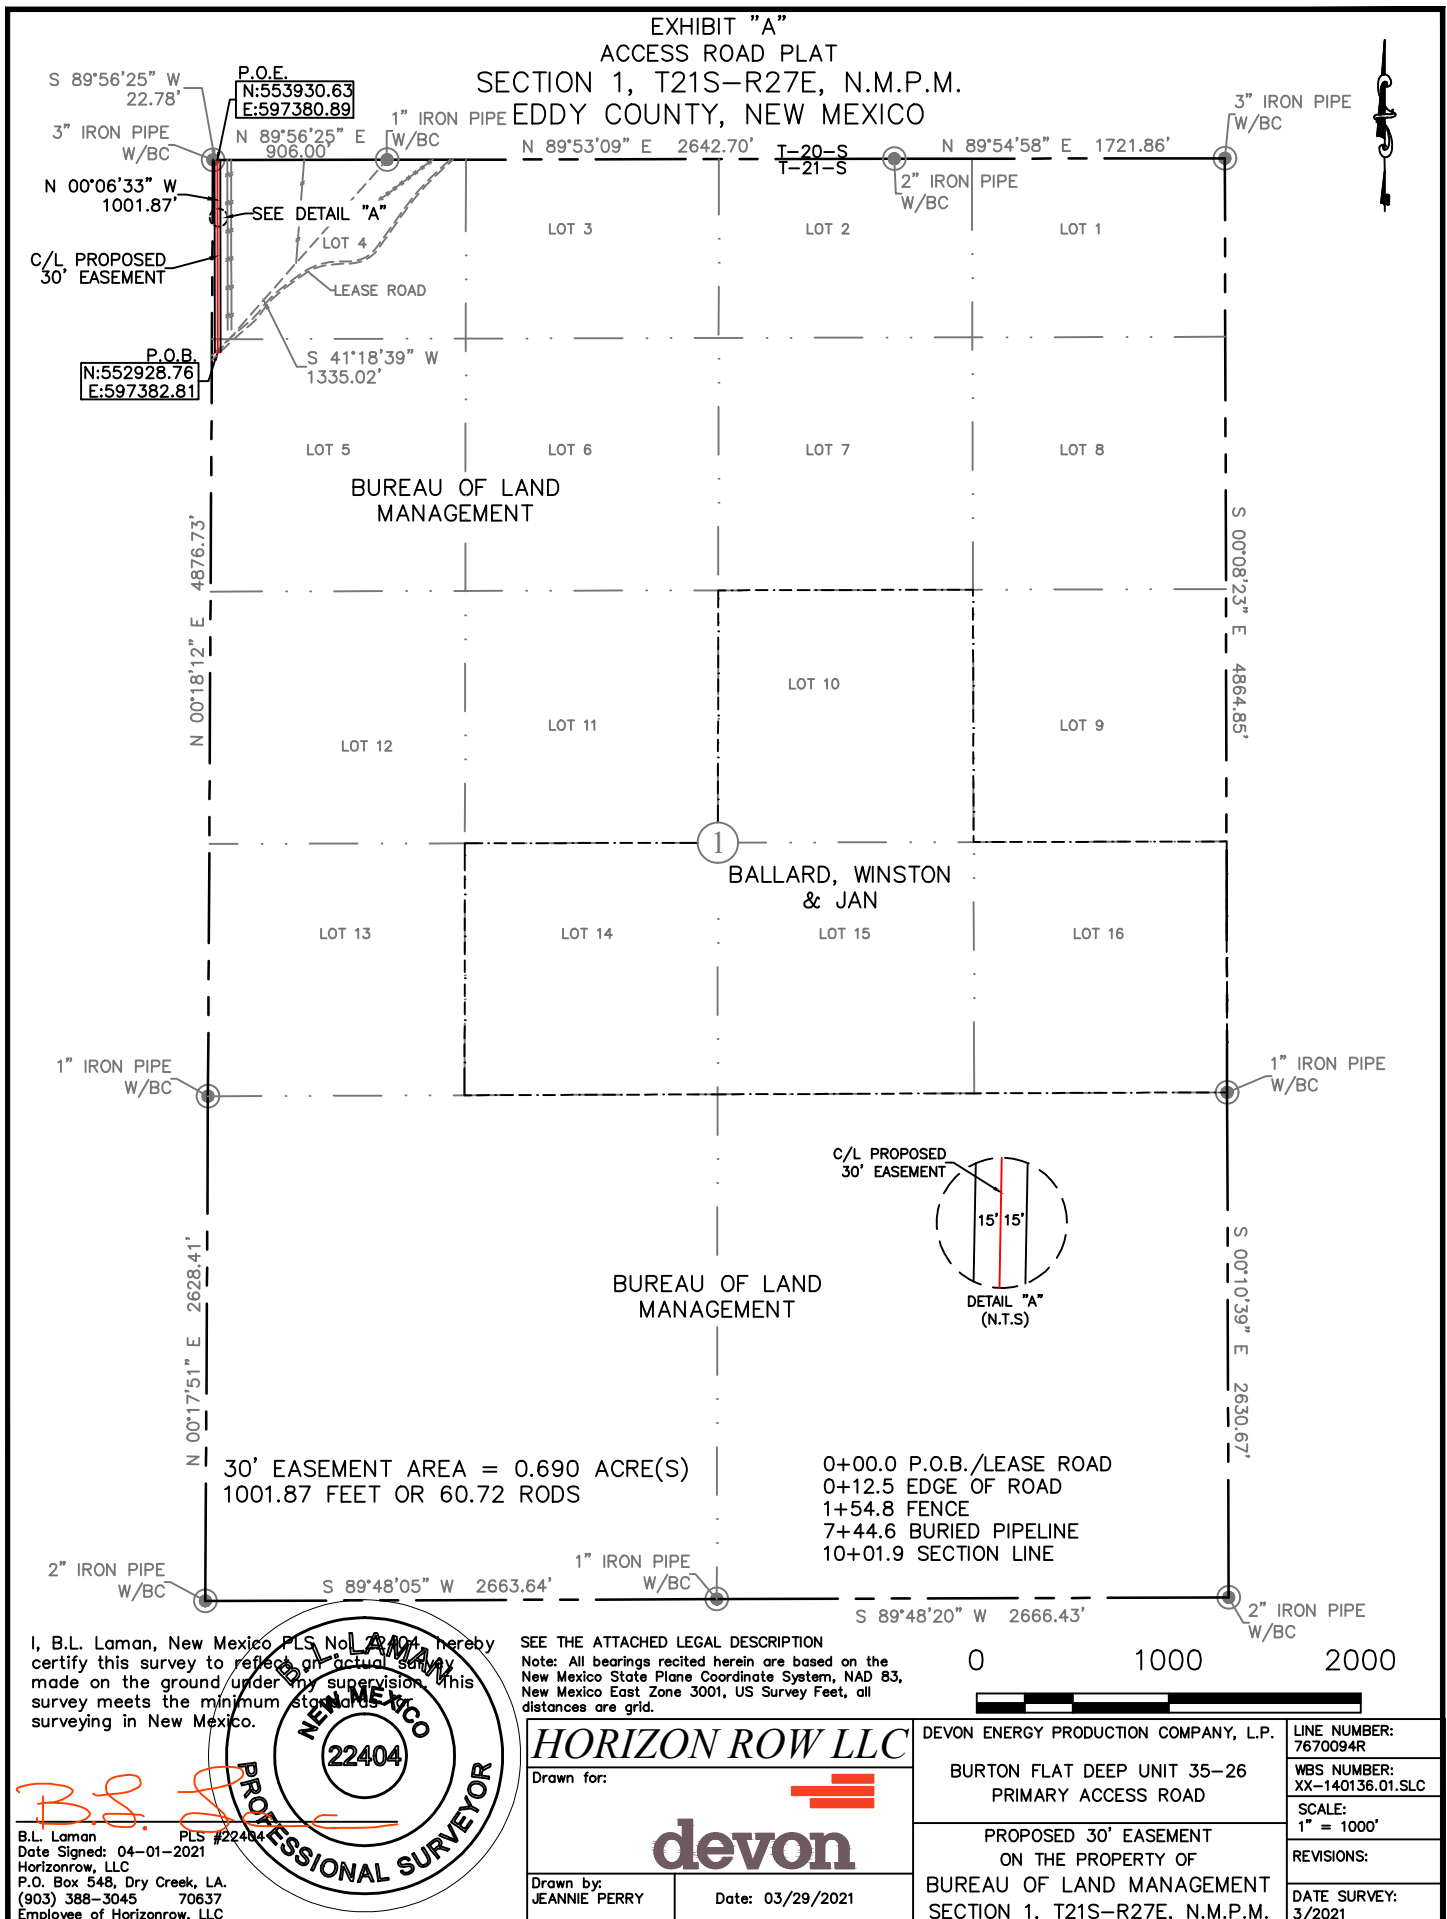 EXHIBIT "A"
ACCESS ROAD PLAT
SECTION 1, T21S-R27E, N.M.P.M.
EDDY COUNTY, NEW MEXICO
S 89°56'25" W
22.78'
P.O.E.
N:553930.63
E:597380.89
3" IRON PIPE
W/BC
N 89°56'25" E
906.00'
1" IRON PIPE
W/BC
N 89°53'09" E 2642.70'
T-20-S
T-21-S
2" IRON PIPE
W/BC
N 89°54'58" E 1721.86'
3" IRON PIPE
W/BC
N 00°06'33" W
1001.87'
SEE DETAIL "A"
C/L PROPOSED
30' EASEMENT
LOT 4
LOT 3
LOT 2
LOT 1
LEASE ROAD
P.O.B.
N:552928.76
E:597382.81
S 41°18'39" W
1335.02'
LOT 5
LOT 6
LOT 7
LOT 8
BUREAU OF LAND
MANAGEMENT
N 00°18'12" E 4876.73'
S 00°08'23" E 4864.85'
LOT 12
LOT 11
LOT 10
LOT 9
1
BALLARD, WINSTON
& JAN
LOT 13
LOT 14
LOT 15
LOT 16
1" IRON PIPE
W/BC
1" IRON PIPE
W/BC
C/L PROPOSED
30' EASEMENT
15' 15'
DETAIL "A"
(N.T.S)
BUREAU OF LAND
MANAGEMENT
N 00°17'51" E 2628.41'
S 00°10'39" E 2630.67'
30' EASEMENT AREA = 0.690 ACRE(S)
1001.87 FEET OR 60.72 RODS
0+00.0 P.O.B./LEASE ROAD
0+12.5 EDGE OF ROAD
1+54.8 FENCE
7+44.6 BURIED PIPELINE
10+01.9 SECTION LINE
2" IRON PIPE
W/BC
S 89°48'05" W 2663.64'
1" IRON PIPE
W/BC
S 89°48'20" W 2666.43'
2" IRON PIPE
W/BC
I, B.L. Laman, New Mexico PLS No. 22404, hereby
certify this survey to reflect an actual survey
made on the ground under my supervision. This
survey meets the minimum standards for
surveying in New Mexico.
B. L. LAMAN
NEW MEXICO
22404
PROFESSIONAL SURVEYOR
B.L. Laman PLS #22404
Date Signed: 04-01-2021
Horizonrow, LLC
P.O. Box 548, Dry Creek, LA.
(903) 388-3045 70637
Employee of Horizonrow, LLC
SEE THE ATTACHED LEGAL DESCRIPTION
Note: All bearings recited herein are based on the
New Mexico State Plane Coordinate System, NAD 83,
New Mexico East Zone 3001, US Survey Feet, all
distances are grid.
0 1000 2000
HORIZON ROW LLC
Drawn for:
devon
Drawn by:
JEANNIE PERRY
Date: 03/29/2021
DEVON ENERGY PRODUCTION COMPANY, L.P.
BURTON FLAT DEEP UNIT 35-26
PRIMARY ACCESS ROAD
PROPOSED 30' EASEMENT
ON THE PROPERTY OF
BUREAU OF LAND MANAGEMENT
SECTION 1, T21S-R27E, N.M.P.M.
LINE NUMBER:
7670094R
WBS NUMBER:
XX-140136.01.SLC
SCALE:
1" = 1000'
REVISIONS:
DATE SURVEY:
3/2021